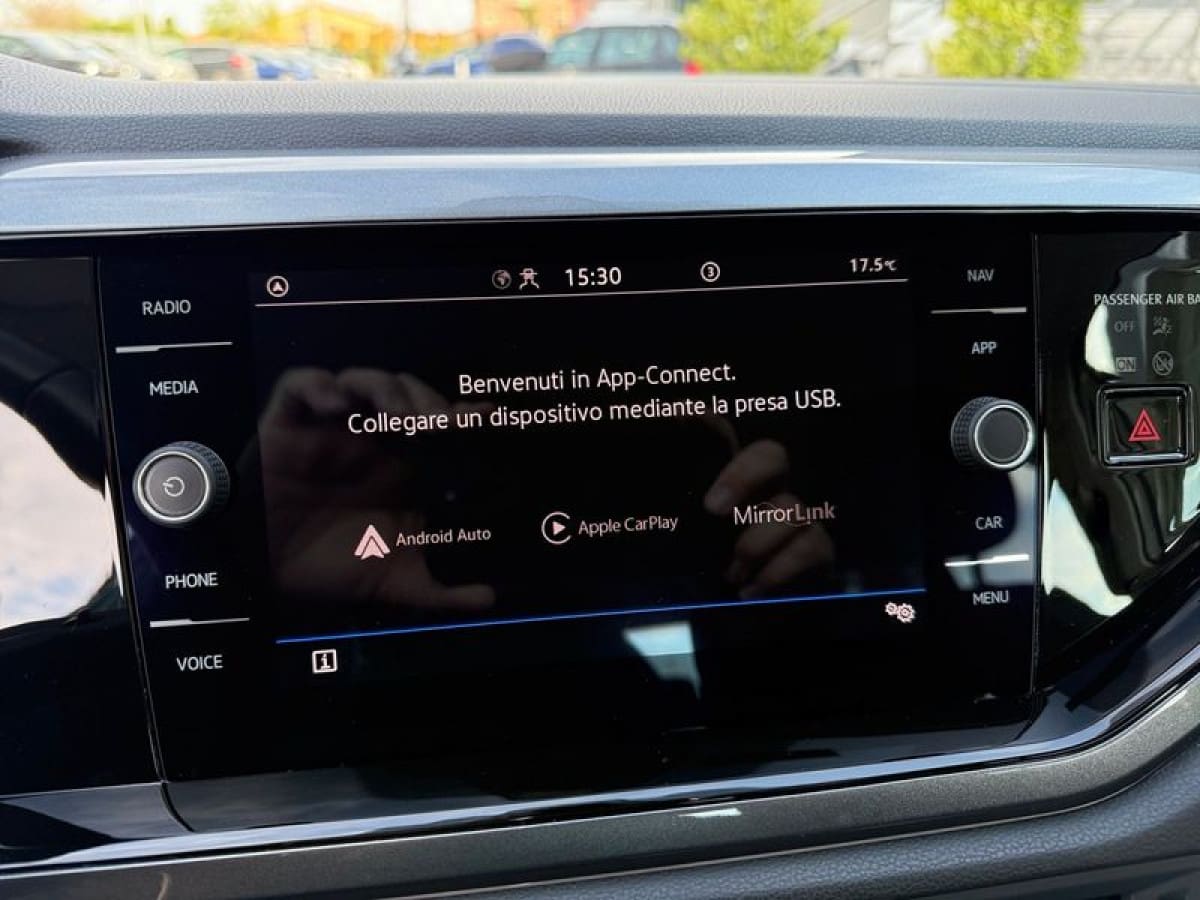 RADIO
MEDIA
PHONE
VOICE
15:30
3
17.5°C
Benvenuti in App-Connect.
Collegare un dispositivo mediante la presa USB.
Android Auto
Apple CarPlay
MirrorLink
i
NAV
APP
CAR
MENU
PASSENGER AIR BA
OFF
ON